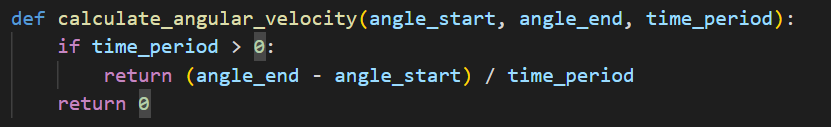 def calculate_angular_velocity(angle_start, angle_end, time_period):
    if time_period > 0:
        return (angle_end - angle_start) / time_period
    return 0